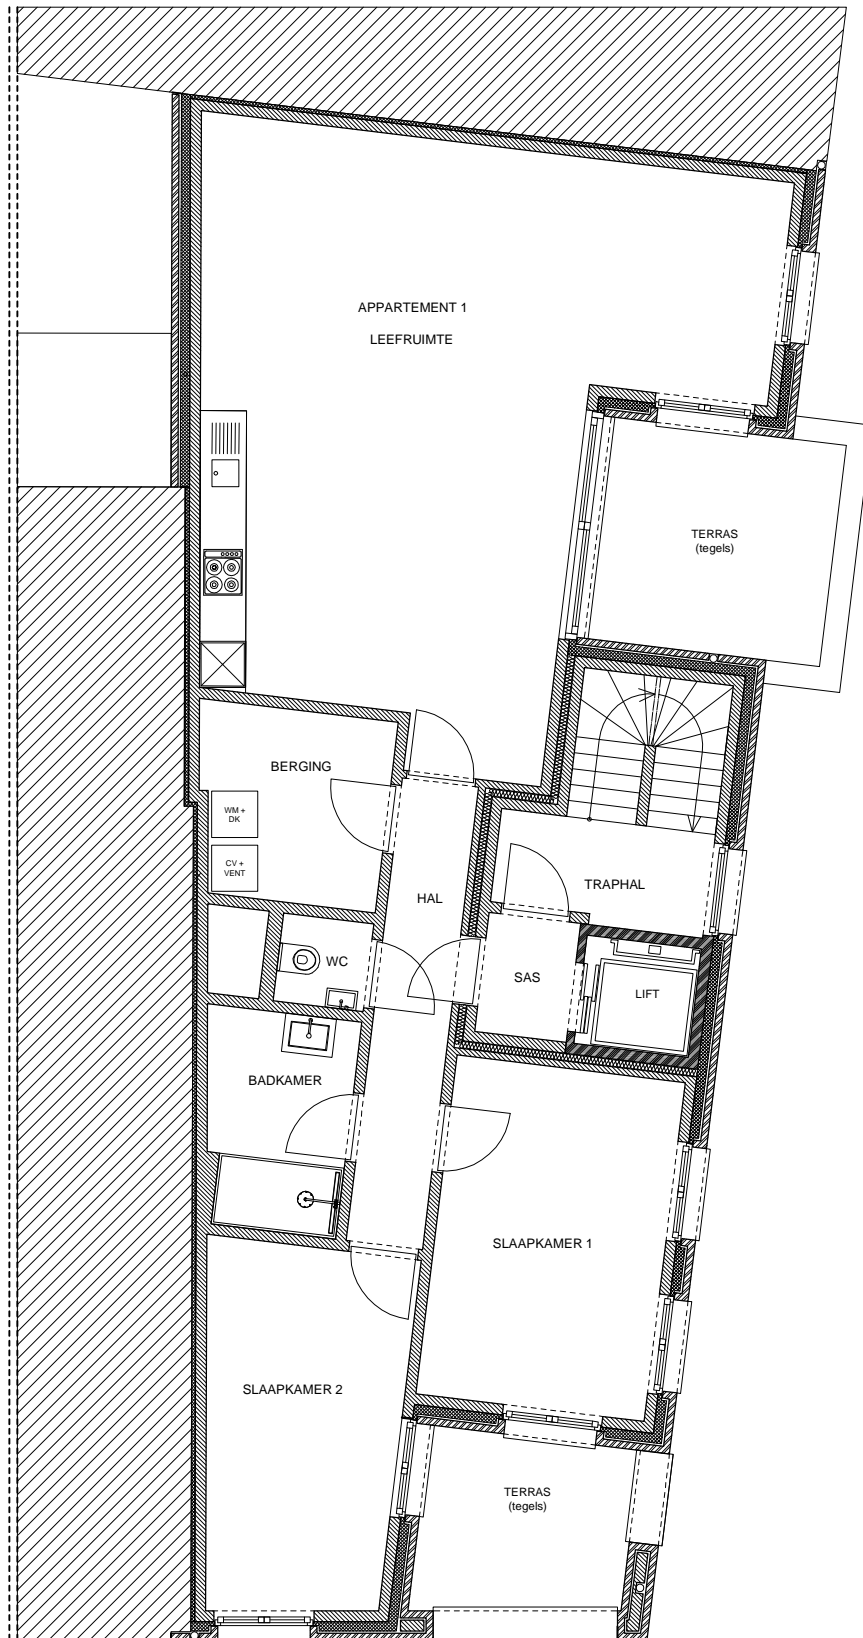 APPARTEMENT 1
LEEFRUIMTE
TERRAS
(tegels)
BERGING
WM +
DK
CV +
VENT
HAL
TRAPHAL
WC
SAS
LIFT
BADKAMER
SLAAPKAMER 1
SLAAPKAMER 2
TERRAS
(tegels)